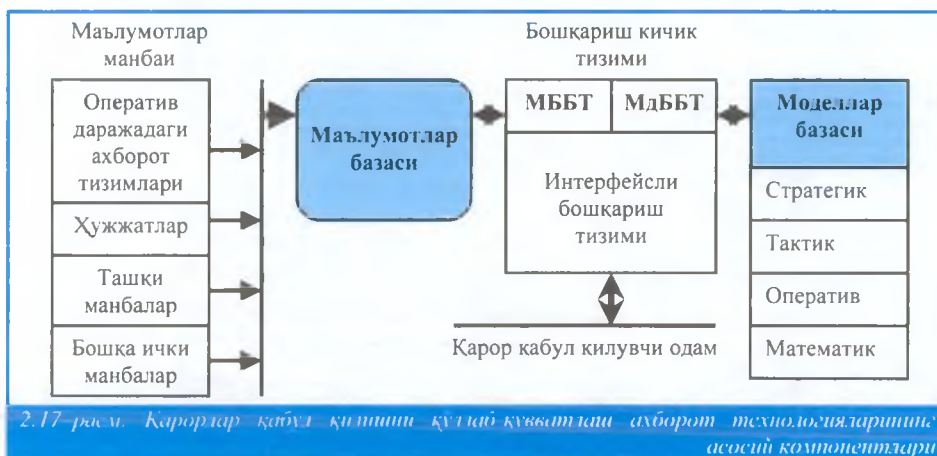 Маълумотлар
манбаи
Оператив
даражадаги
ахборот
тизимлари
Ҳужжатлар
Ташқи
манбалар
Бошқа ички
манбалар
Маълумотлар
базаси
Бошқариш кичик
тизими
МББТ
МдББТ
Интерфейсли
бошқариш
тизими
Қарор қабул килувчи одам
Моделлар
базаси
Стратегик
Тактик
Оператив
Математик
2.17-расм. Қарорлар қабул қилишни қўллаб-қувватлаш ахборот технологияларининг
асосий компонентлари